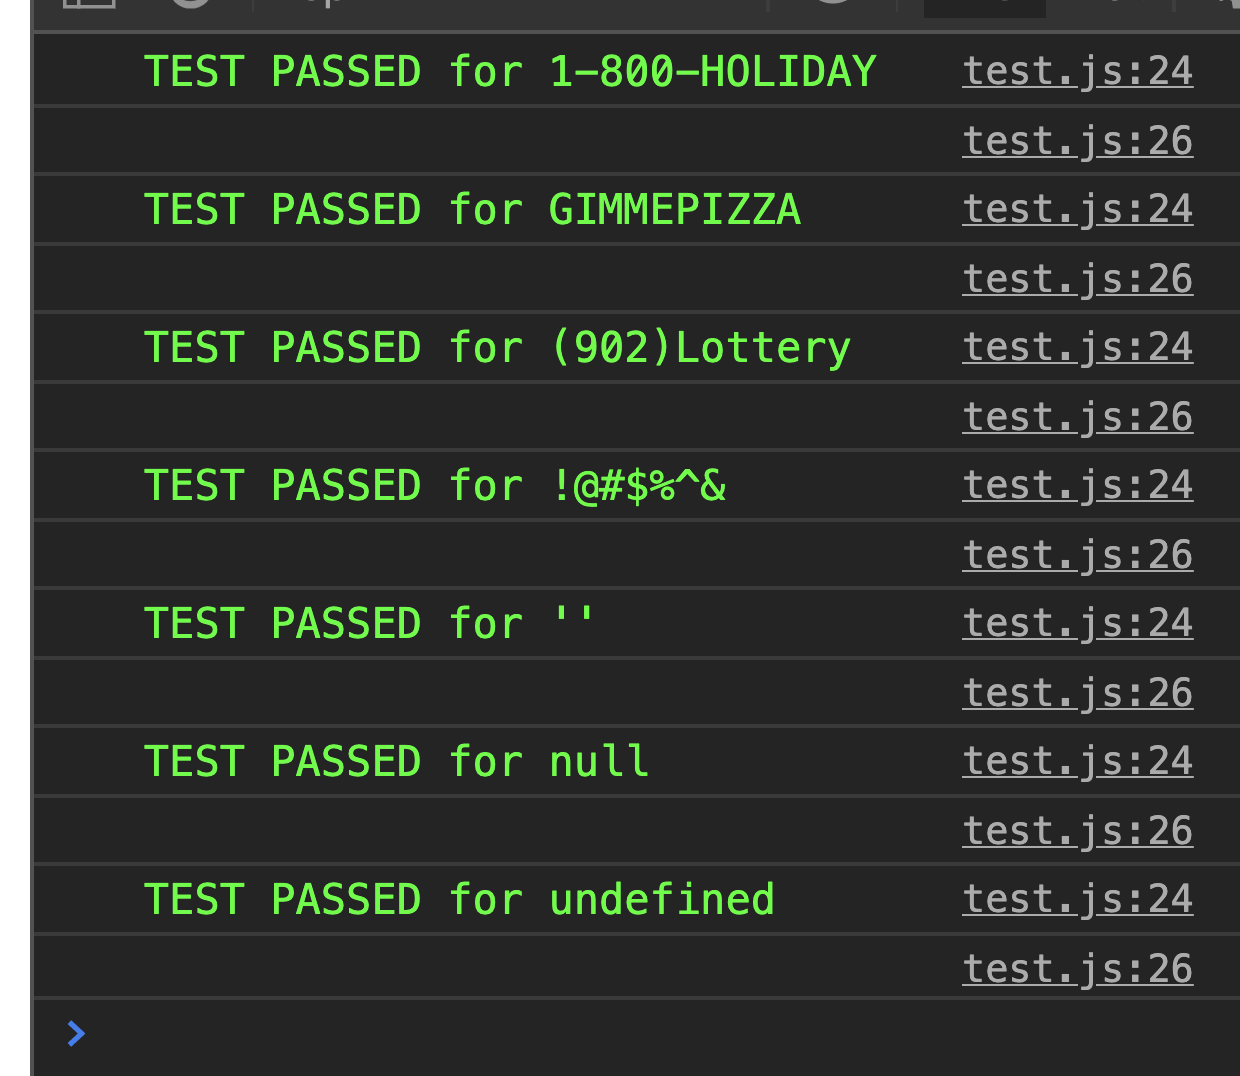 TEST PASSED for 1-800-HOLIDAY test.js:24
test.js:26
TEST PASSED for GIMMEPIZZA test.js:24
test.js:26
TEST PASSED for (902)Lottery test.js:24
test.js:26
TEST PASSED for !@#$%^& test.js:24
test.js:26
TEST PASSED for '' test.js:24
test.js:26
TEST PASSED for null test.js:24
test.js:26
TEST PASSED for undefined test.js:24
test.js:26